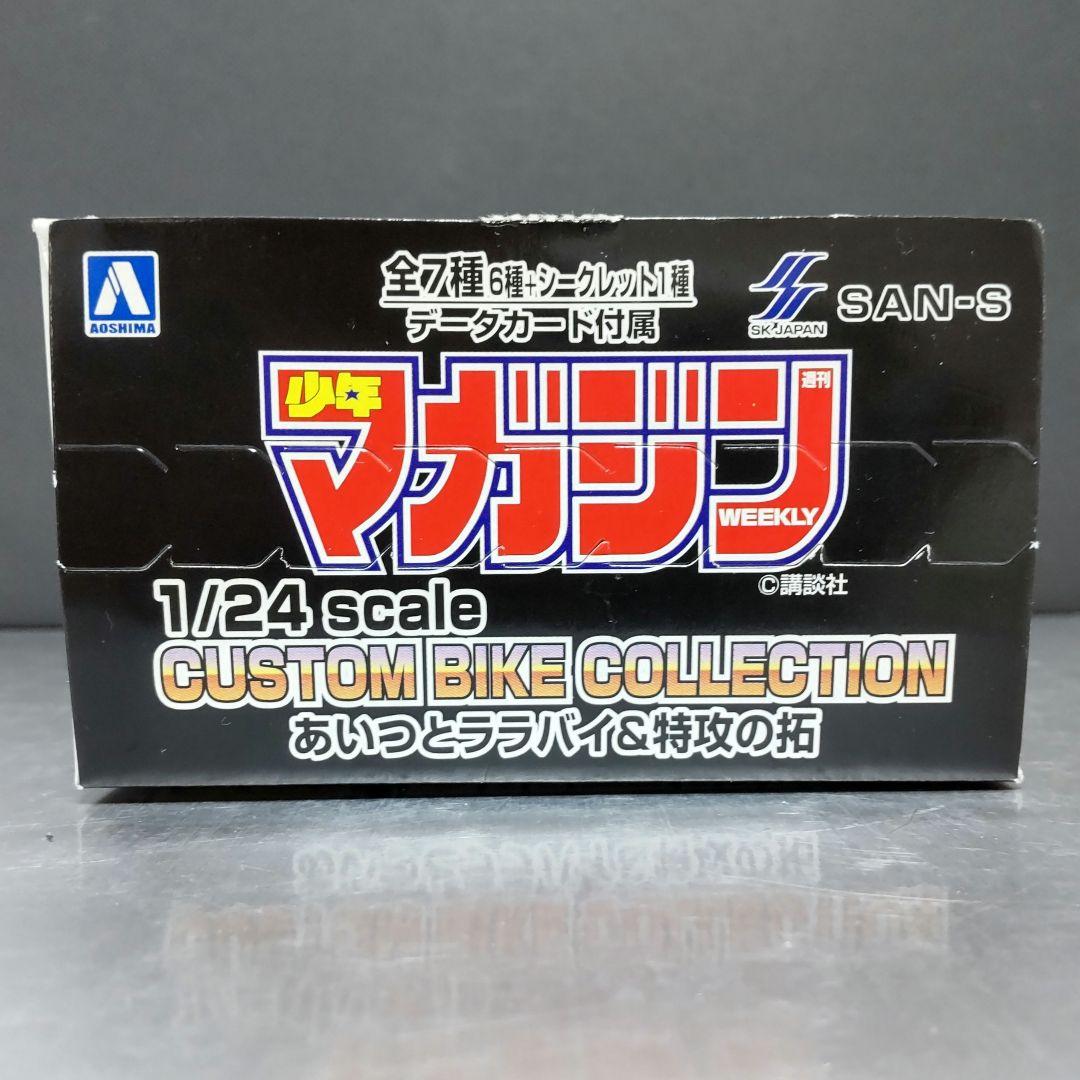 AOSHIMA
全7種 6種+シークレット1種
データカード付属
SK JAPAN
SAN-S
週刊
少年
マガジン
WEEKLY
©講談社
1/24 scale
CUSTOM BIKE COLLECTION
あいつとララバイ&特攻の拓